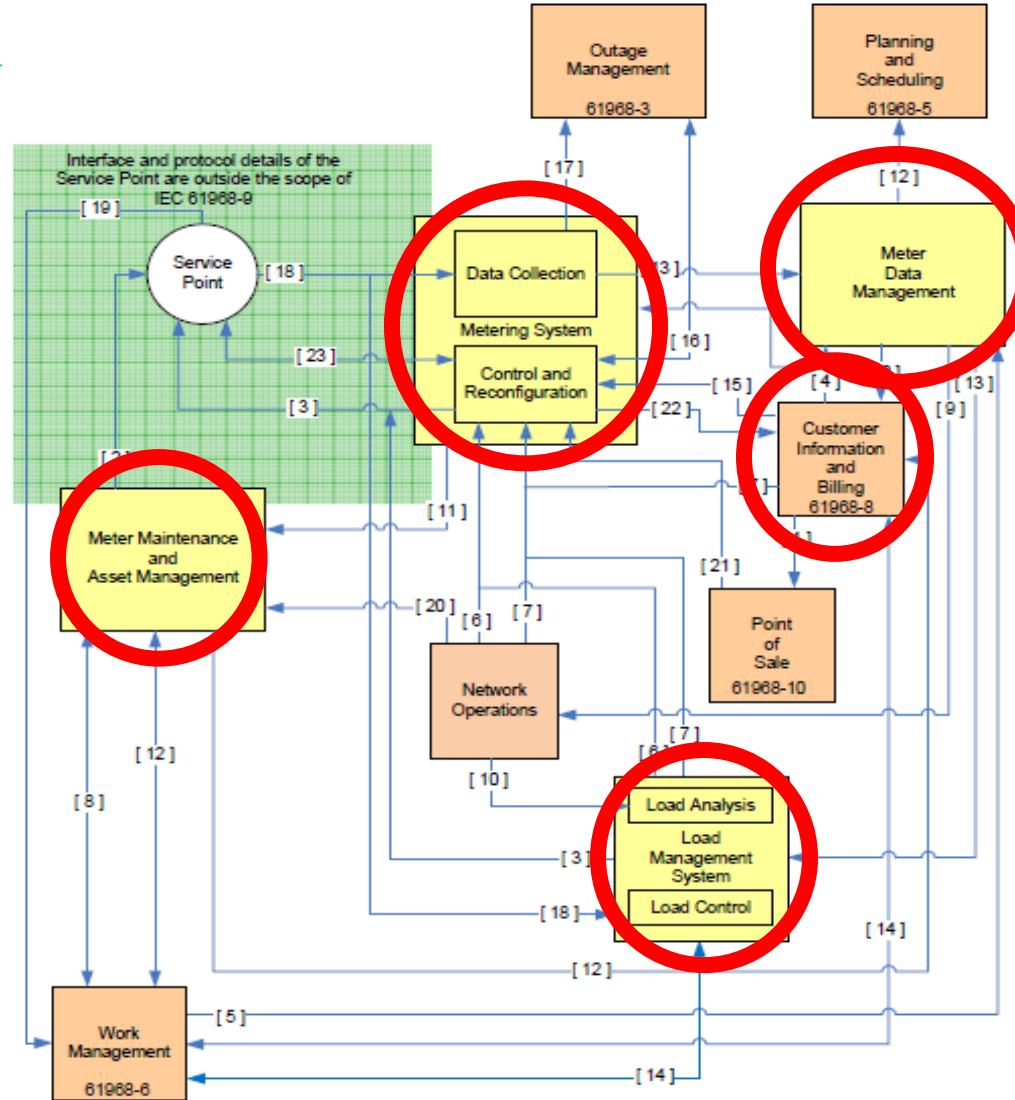 Outage
Management
61968-3
Planning
and
Scheduling
61968-5
[ 17 ]
[ 12 ]
Interface and protocol details of the
Service Point are outside the scope of
IEC 61968-9
[ 19 ]
Service
Point
[ 18 ]
Data Collection
Metering System
Control and
Reconfiguration
Meter
Data
Management
[ 16 ]
[ 23 ]
[ 3 ]
[ 15 ]
[ 4 ]
[ 13 ]
[ 22 ]
[ 9 ]
Customer
Information
and
Billing
61968-8
Meter Maintenance
and
Asset Management
[ 11 ]
[ 21 ]
[ 20 ]
[ 6 ]
[ 7 ]
Point
of
Sale
61968-10
Network
Operations
[ 7 ]
[ 12 ]
[ 10 ]
[ 8 ]
Load Analysis
Load
Management
System
Load Control
[ 3 ]
[ 18 ]
[ 14 ]
[ 12 ]
[ 5 ]
Work
Management
61968-6
[ 14 ]